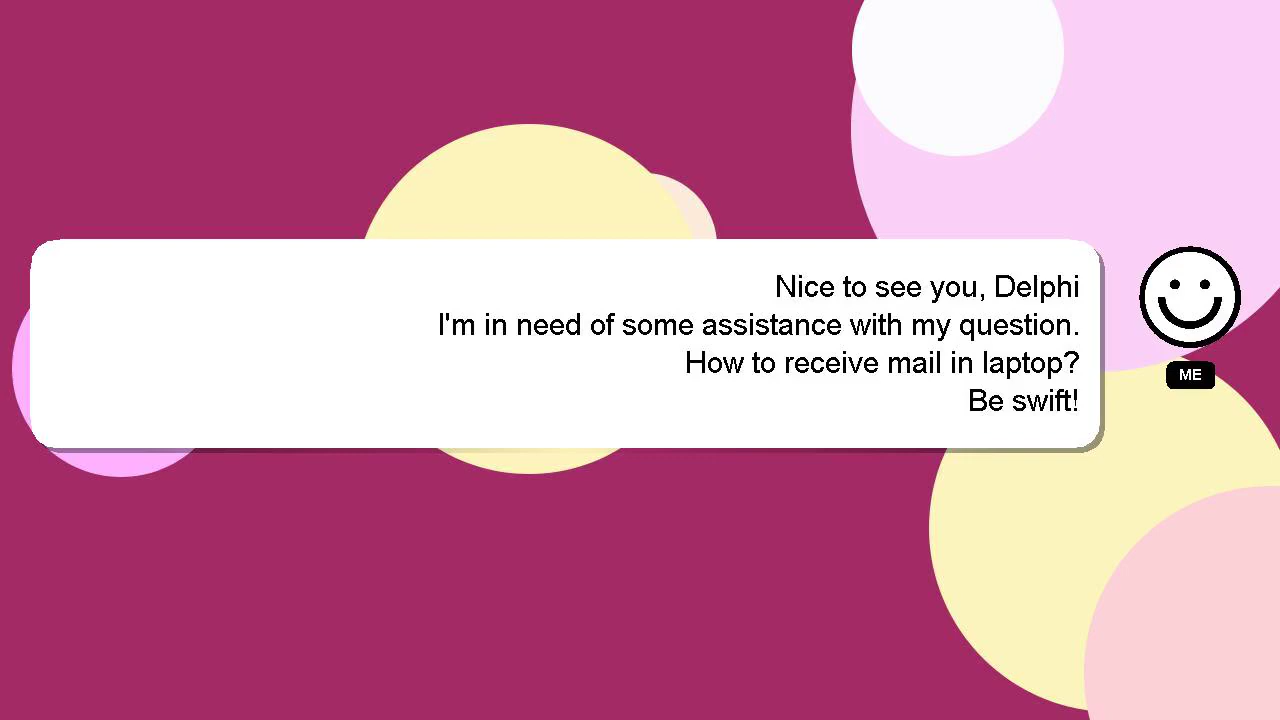 Nice to see you, Delphi
I'm in need of some assistance with my question.
How to receive mail in laptop?
Be swift!
ME